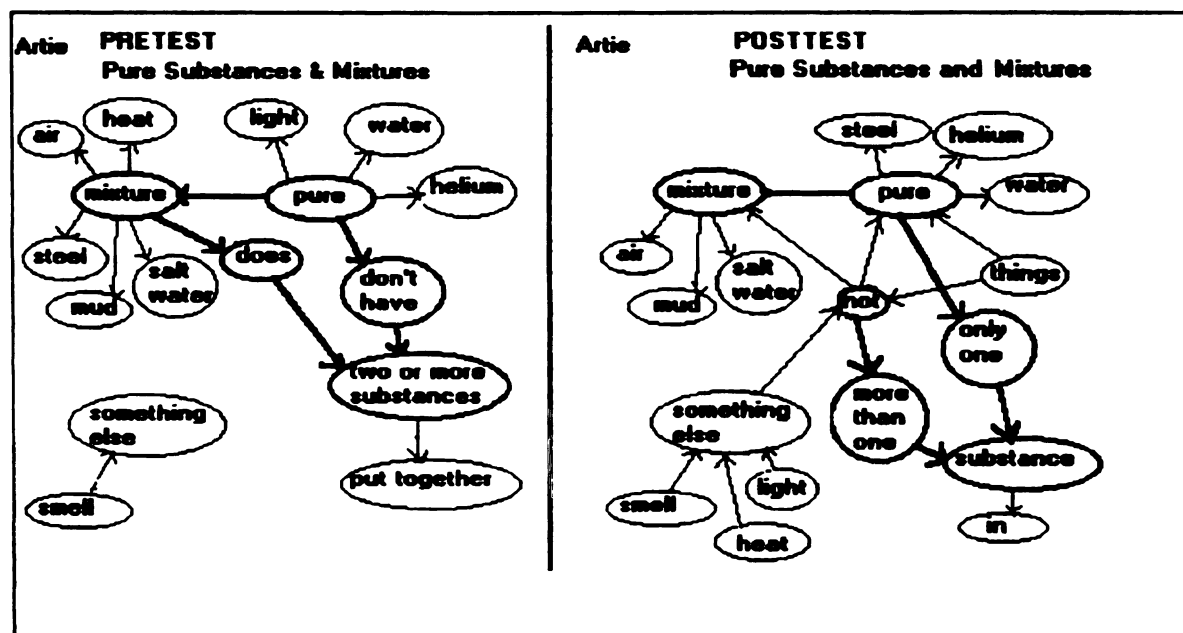 Artie
PRETEST
Pure Substances & Mixtures
air
heat
light
water
mixture
pure
helium
steel
mud
salt
water
does
don't
have
two or more
substances
something
else
smell
put together
Artie
POSTTEST
Pure Substances and Mixtures
steel
helium
mixture
pure
water
air
mud
salt
water
not
things
only
one
more
than
one
something
else
substance
smell
light
heat
in